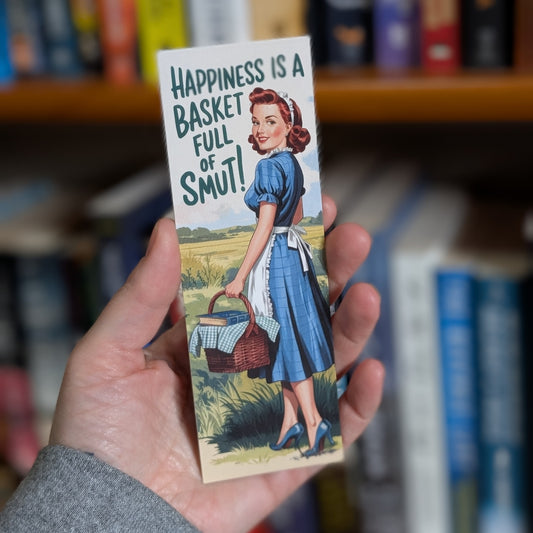 HAPPINESS IS A
BASKET
FULL
OF
SMUT!